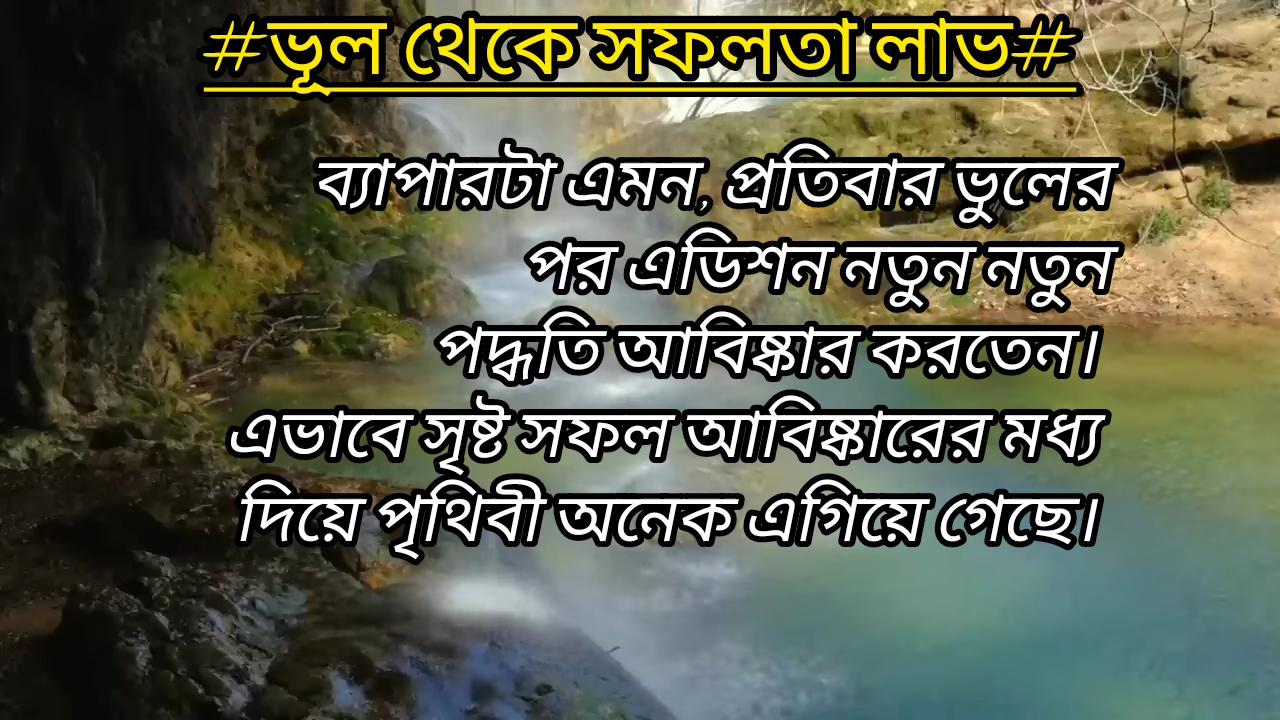 #ভূল থেকে সফলতা লাভ#
ব্যাপারটা এমন, প্রতিবার ভুলের
পর এডিশন নতুন নতুন
পদ্ধতি আবিষ্কার করতেন।
এভাবে সৃষ্ট সফল আবিষ্কারের মধ্য
দিয়ে পৃথিবী অনেক এগিয়ে গেছে।